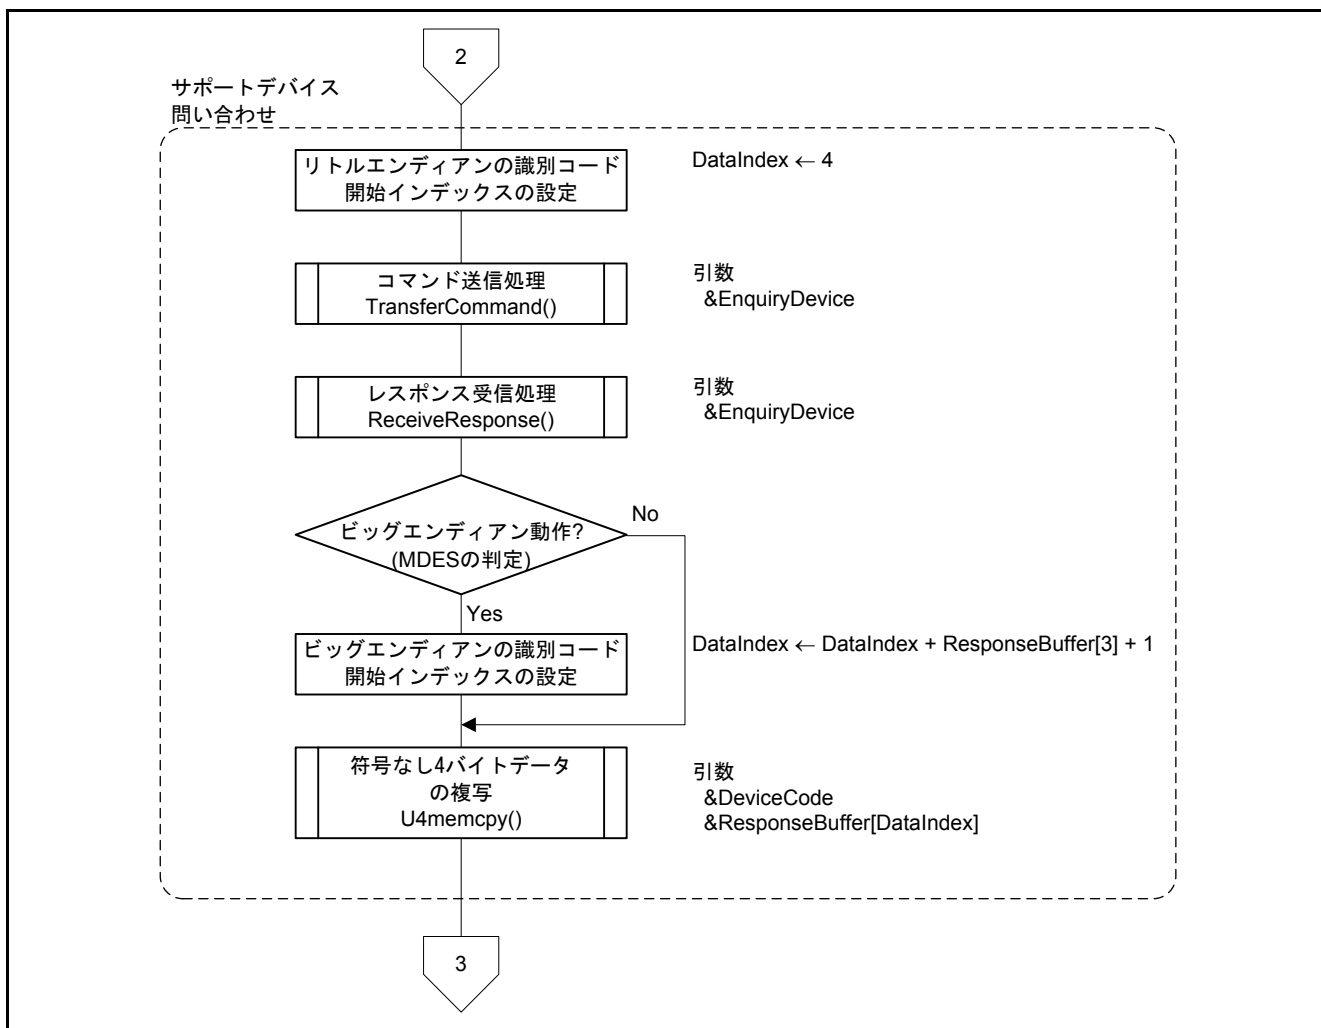 2
サポートデバイス
問い合わせ
リトルエンディアンの識別コード
開始インデックスの設定
DataIndex ← 4
コマンド送信処理
TransferCommand()
引数
&EnquiryDevice
レスポンス受信処理
ReceiveResponse()
引数
&EnquiryDevice
ビッグエンディアン動作?
(MDESの判定)
No
Yes
ビッグエンディアンの識別コード
開始インデックスの設定
DataIndex ← DataIndex + ResponseBuffer[3] + 1
符号なし4バイトデータ
の複写
U4memcpy()
引数
&DeviceCode
&ResponseBuffer[DataIndex]
3